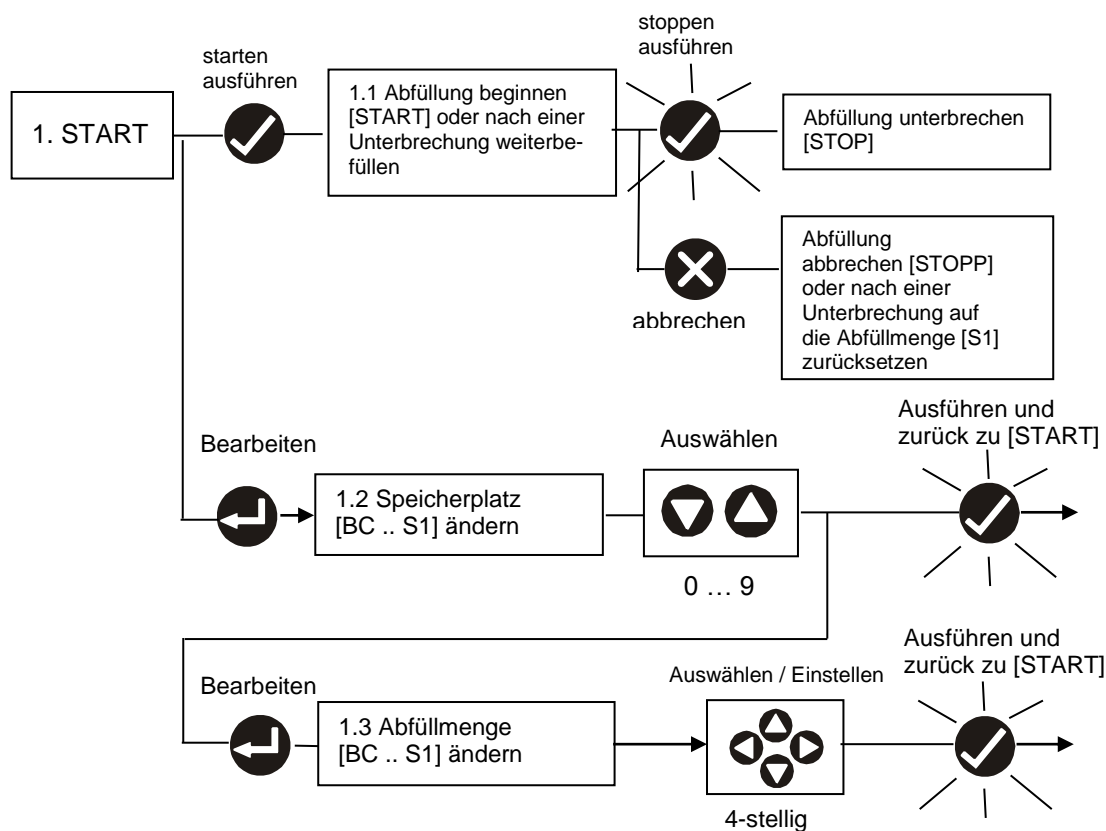 stoppen
ausführen
starten
ausführen
1. START
1.1 Abfüllung beginnen
[START] oder nach einer
Unterbrechung weiterbe-
füllen
Abfüllung unterbrechen
[STOP]
abbrechen
Abfüllung
abbrechen [STOPP]
oder nach einer
Unterbrechung auf
die Abfüllmenge [S1]
zurücksetzen
Bearbeiten
1.2 Speicherplatz
[BC .. S1] ändern
Auswählen
0 … 9
Ausführen und
zurück zu [START]
Bearbeiten
1.3 Abfüllmenge
[BC .. S1] ändern
Auswählen / Einstellen
4-stellig
Ausführen und
zurück zu [START]